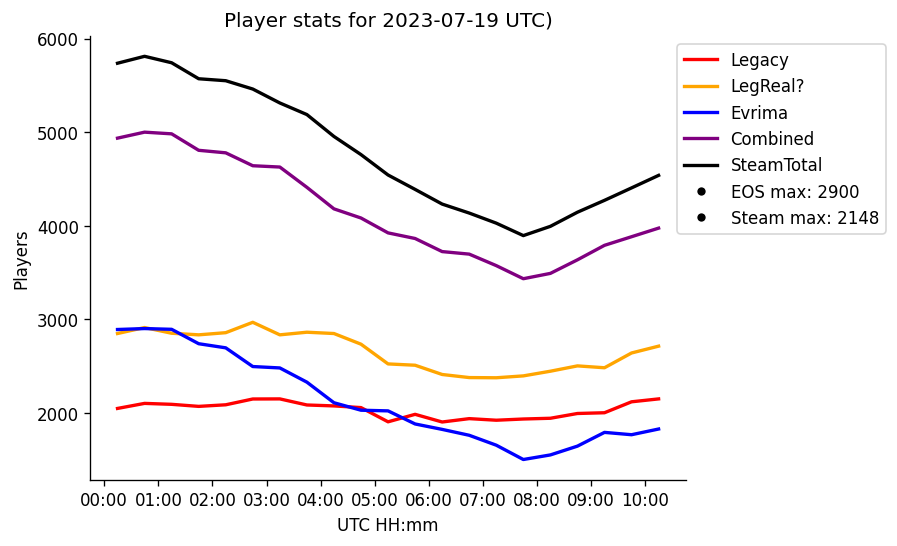 Player stats for 2023-07-19 UTC)
6000
5000
4000
3000
2000
Players
00:00 01:00 02:00 03:00 04:00 05:00 06:00 07:00 08:00 09:00 10:00
UTC HH:mm
Legacy
LegReal?
Evrima
Combined
SteamTotal
EOS max: 2900
Steam max: 2148